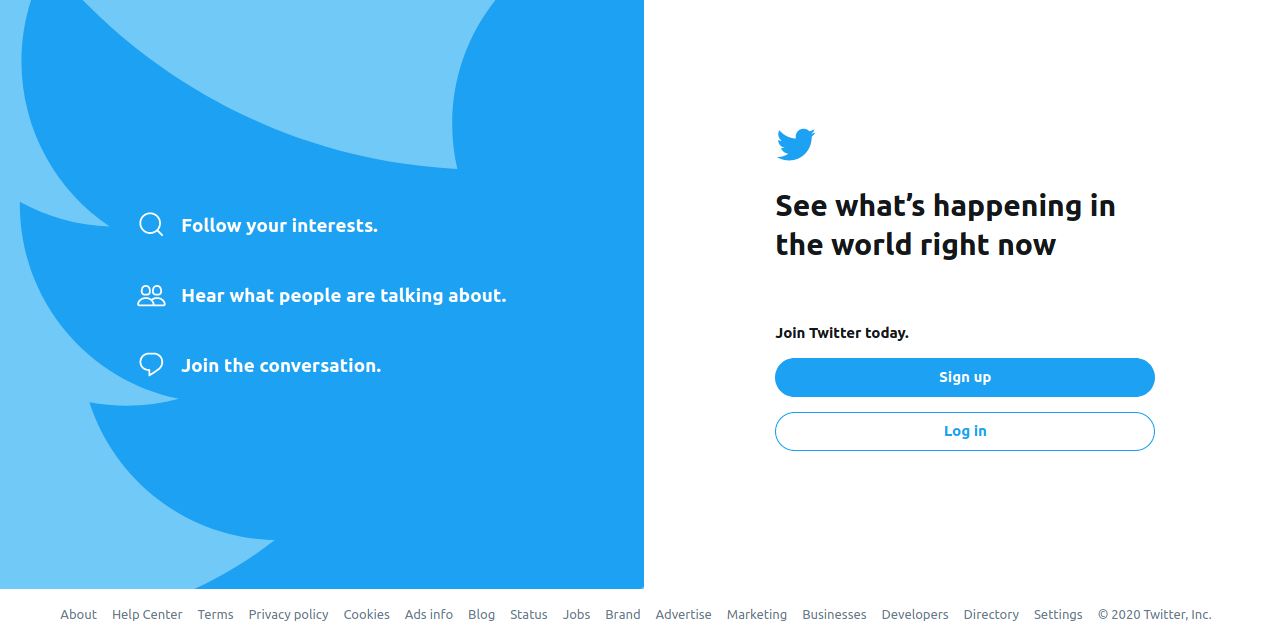 Follow your interests.
Hear what people are talking about.
Join the conversation.
See what’s happening in
the world right now
Join Twitter today.
Sign up
Log in
About Help Center Terms Privacy policy Cookies Ads info Blog Status Jobs Brand Advertise Marketing Businesses Developers Directory Settings © 2020 Twitter, Inc.